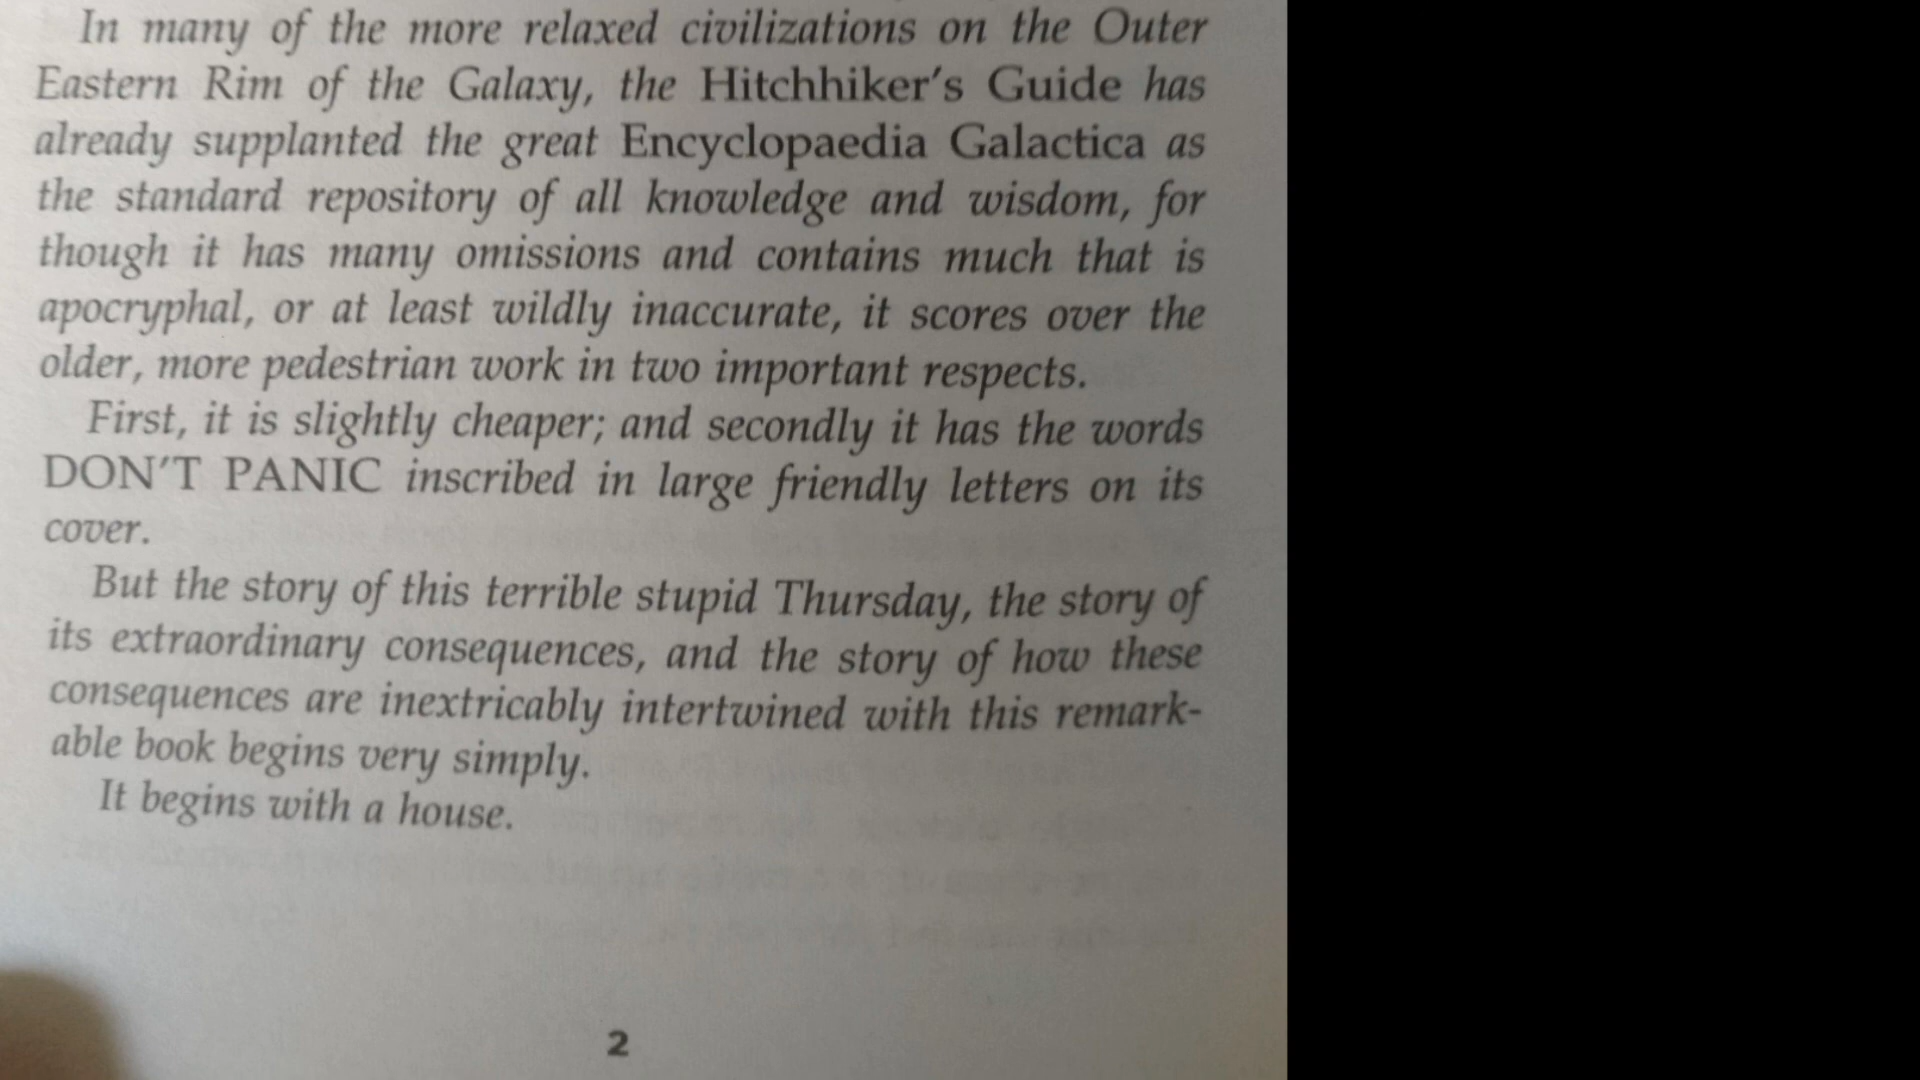 In many of the more relaxed civilizations on the Outer
Eastern Rim of the Galaxy, the Hitchhiker's Guide has
already supplanted the great Encyclopaedia Galactica as
the standard repository of all knowledge and wisdom, for
though it has many omissions and contains much that is
apocryphal, or at least wildly inaccurate, it scores over the
older, more pedestrian work in two important respects.
First, it is slightly cheaper; and secondly it has the words
DON'T PANIC inscribed in large friendly letters on its
cover.
But the story of this terrible stupid Thursday, the story of
its extraordinary consequences, and the story of how these
consequences are inextricably intertwined with this remark-
able book begins very simply.
It begins with a house.
2